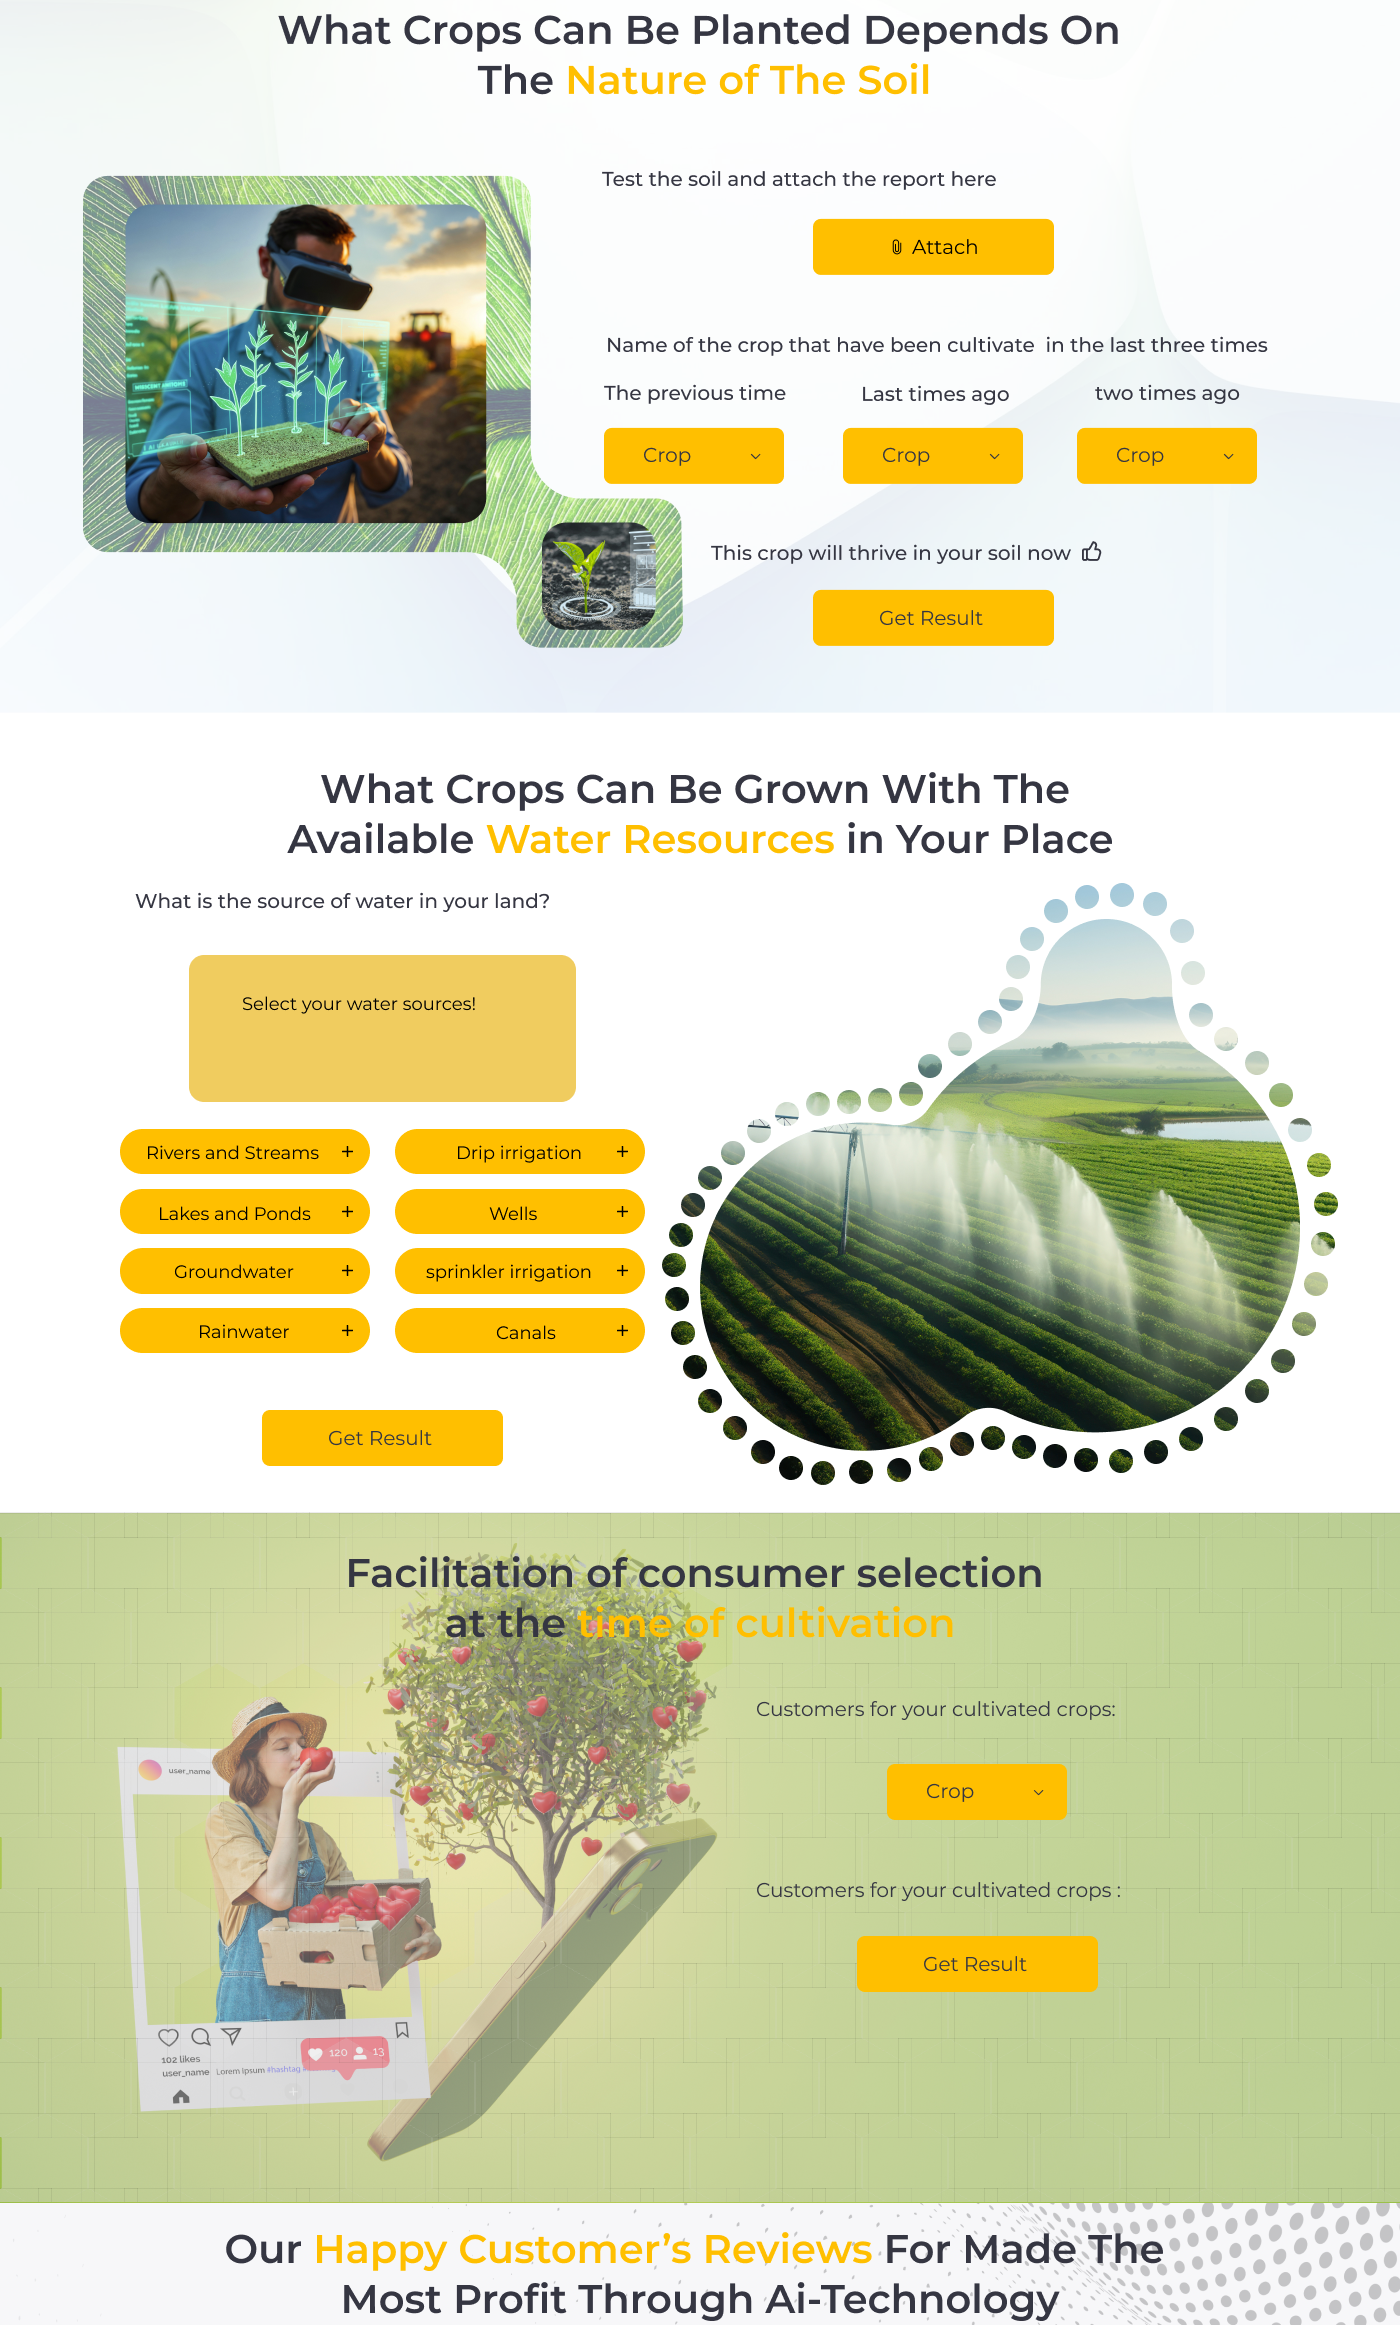 What Crops Can Be Planted Depends On
The Nature of The Soil
Test the soil and attach the report here
Attach
Name of the crop that have been cultivate in the last three times
The previous time
Last times ago
two times ago
Crop
Crop
Crop
This crop will thrive in your soil now
Get Result
What Crops Can Be Grown With The
Available Water Resources in Your Place
What is the source of water in your land?
Select your water sources!
Rivers and Streams +
Drip irrigation +
Lakes and Ponds +
Wells +
Groundwater +
sprinkler irrigation +
Rainwater +
Canals +
Get Result
Facilitation of consumer selection
at the time of cultivation
Customers for your cultivated crops:
user_name
Crop
Customers for your cultivated crops :
Get Result
120 13
102 likes
user_name Lorem ipsum #hashtag
Our Happy Customer’s Reviews For Made The
Most Profit Through Ai-Technology